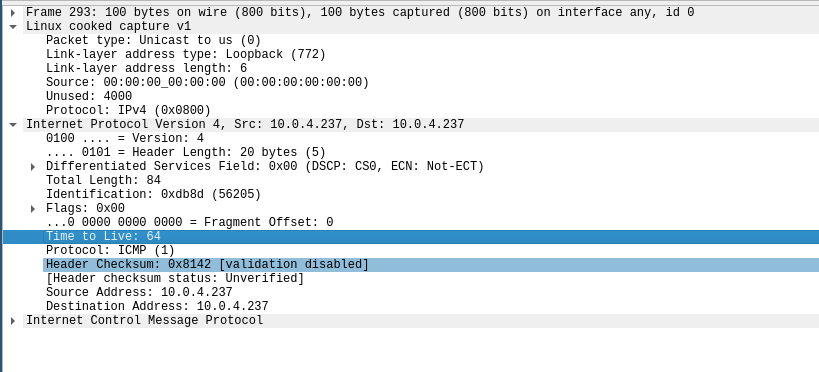 Frame 293: 100 bytes on wire (800 bits), 100 bytes captured (800 bits) on interface any, id 0
Linux cooked capture v1
Packet type: Unicast to us (0)
Link-layer address type: Loopback (772)
Link-layer address length: 6
Source: 00:00:00_00:00:00 (00:00:00:00:00:00)
Unused: 4000
Protocol: IPv4 (0x0800)
Internet Protocol Version 4, Src: 10.0.4.237, Dst: 10.0.4.237
0100 .... = Version: 4
.... 0101 = Header Length: 20 bytes (5)
Differentiated Services Field: 0x00 (DSCP: CS0, ECN: Not-ECT)
Total Length: 84
Identification: 0xdb8d (56205)
Flags: 0x00
...0 0000 0000 0000 = Fragment Offset: 0
Time to Live: 64
Protocol: ICMP (1)
Header Checksum: 0x8142 [validation disabled]
[Header checksum status: Unverified]
Source Address: 10.0.4.237
Destination Address: 10.0.4.237
Internet Control Message Protocol